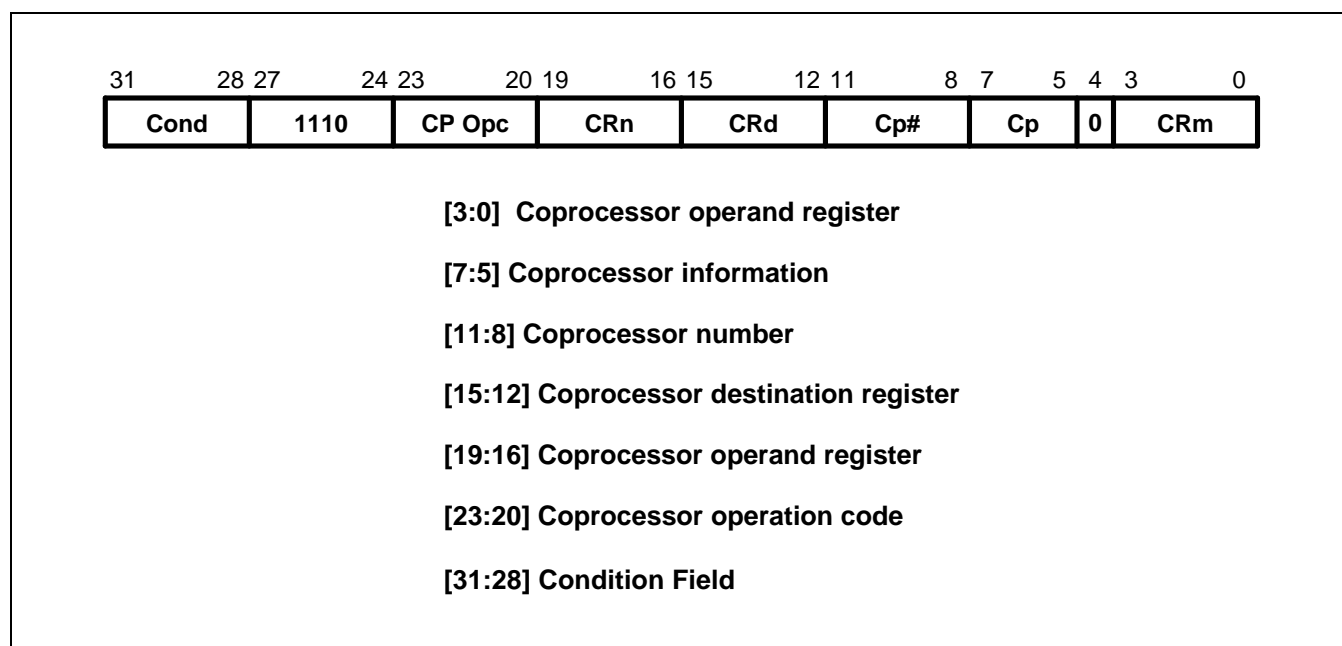 31 28 27 24 23 20 19 16 15 12 11 8 7 5 4 3 0
Cond 1110 CP Opc CRn CRd Cp# Cp 0 CRm
[3:0] Coprocessor operand register
[7:5] Coprocessor information
[11:8] Coprocessor number
[15:12] Coprocessor destination register
[19:16] Coprocessor operand register
[23:20] Coprocessor operation code
[31:28] Condition Field